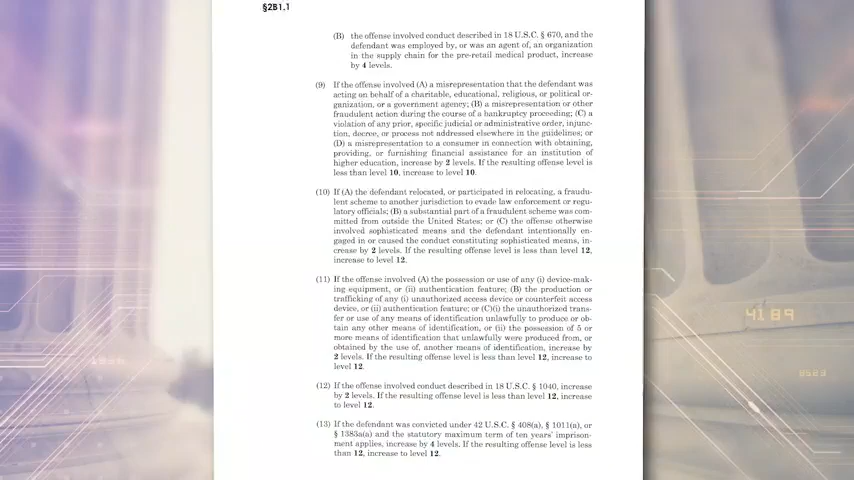 §2B1.1
(B) the offense involved conduct described in 18 U.S.C. § 670, and the
defendant was employed by, or was an agent of, an organization
in the supply chain for the pre-retail medical product, increase
by 4 levels.
(9) If the offense involved (A) a misrepresentation that the defendant was
acting on behalf of a charitable, educational, religious, or political or-
ganization, or a government agency; (B) a misrepresentation or other
fraudulent action during the course of a bankruptcy proceeding; (C) a
violation of any prior, specific judicial or administrative order, injunc-
tion, decree, or process not addressed elsewhere in the guidelines; or
(D) a misrepresentation to a consumer in connection with obtaining,
providing, or furnishing financial assistance for an institution of
higher education, increase by 2 levels. If the resulting offense level is
less than level 10, increase to level 10.
(10) If (A) the defendant relocated, or participated in relocating, a fraudu-
lent scheme to another jurisdiction to evade law enforcement or regu-
latory officials; (B) a substantial part of a fraudulent scheme was com-
mitted from outside the United States; or (C) the offense otherwise
involved sophisticated means and the defendant intentionally en-
gaged in or caused the conduct constituting sophisticated means, in-
crease by 2 levels. If the resulting offense level is less than level 12,
increase to level 12.
(11) If the offense involved (A) the possession or use of any (i) device-mak-
ing equipment, or (ii) authentication feature; (B) the production or
trafficking of any (i) unauthorized access device or counterfeit access
device, or (ii) authentication feature; or (C)(i) the unauthorized trans-
fer or use of any means of identification unlawfully to produce or ob-
tain any other means of identification, or (ii) the possession of 5 or
more means of identification that unlawfully were produced from, or
obtained by the use of, another means of identification, increase by
2 levels. If the resulting offense level is less than level 12, increase to
level 12.
(12) If the offense involved conduct described in 18 U.S.C. § 1040, increase
by 2 levels. If the resulting offense level is less than level 12, increase
to level 12.
(13) If the defendant was convicted under 42 U.S.C. § 408(a), § 1011(a), or
§ 1383a(a) and the statutory maximum term of ten years' imprison-
ment applies, increase by 4 levels. If the resulting offense level is less
than 12, increase to level 12.
4189